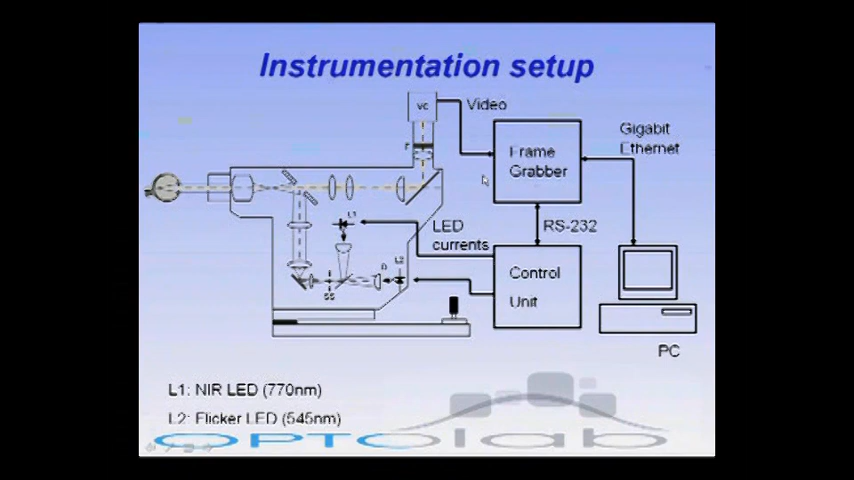 Instrumentation setup
VC
Video
F
Frame
Grabber
Gigabit
Ethernet
L1
LED
currents
RS-232
D
L2
SS
Control
Unit
PC
L1: NIR LED (770nm)
L2: Flicker LED (545nm)
OPTOlab